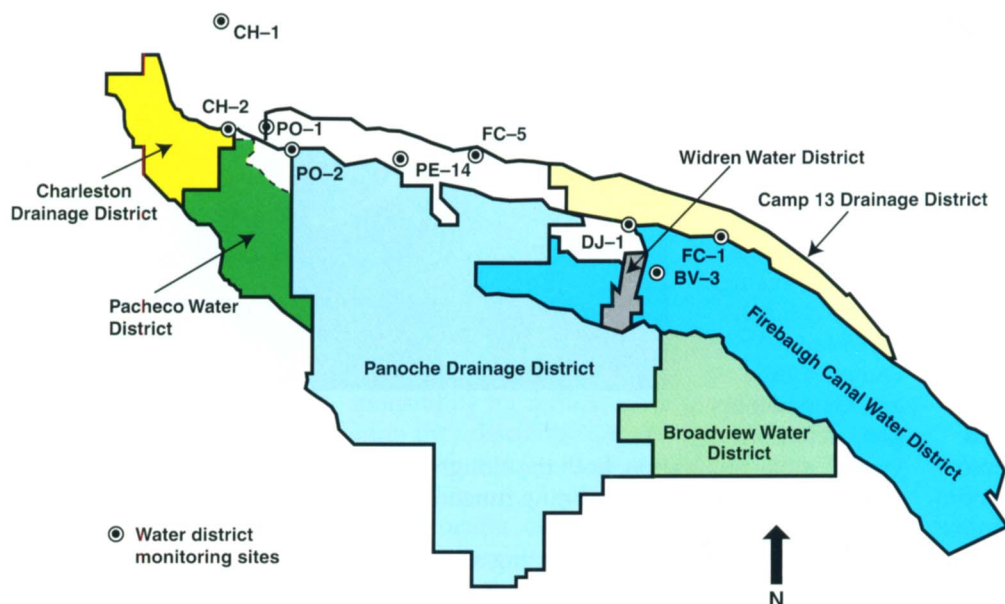 CH–1
CH–2
PO–1
FC–5
Widren Water District
PO–2
PE–14
Charleston
Drainage District
Camp 13 Drainage District
DJ–1
FC–1
BV–3
Pacheco Water
District
Firebaugh Canal Water District
Panoche Drainage District
Broadview Water
District
Water district
monitoring sites
N